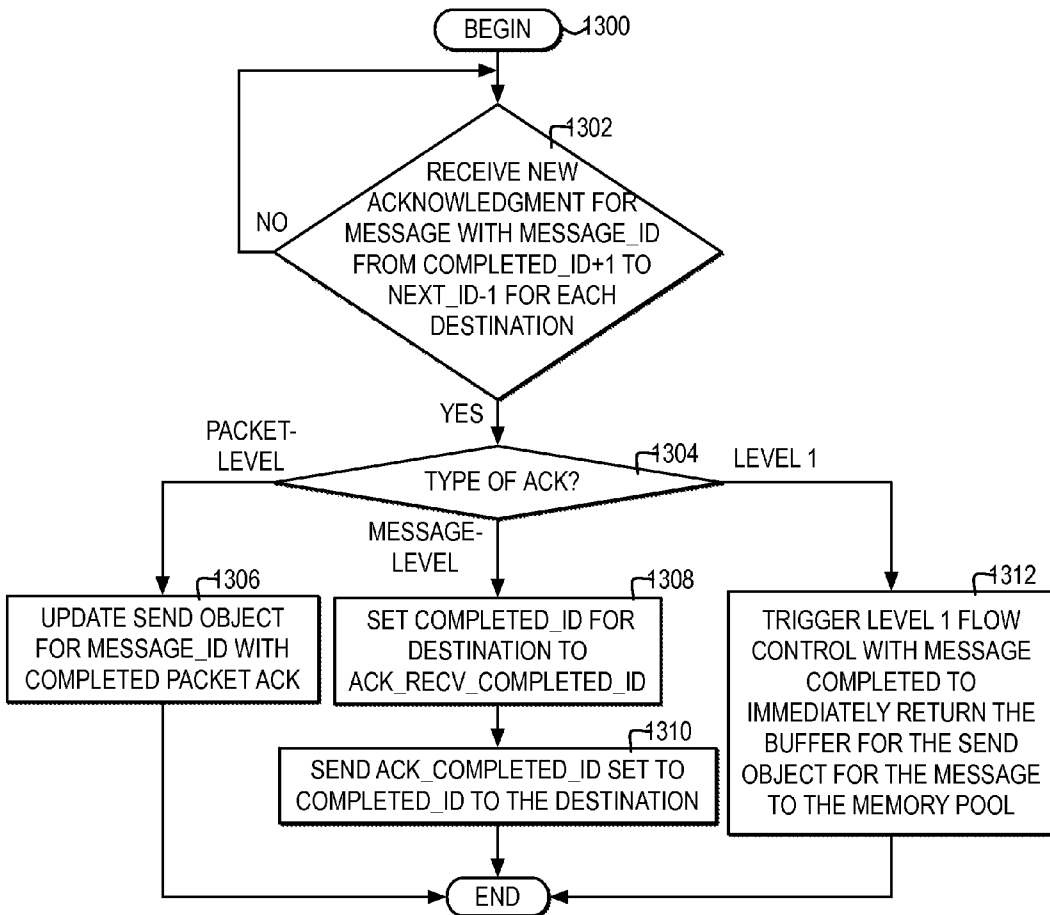 BEGIN
1300
1302
RECEIVE NEW
ACKNOWLEDGMENT FOR
MESSAGE WITH MESSAGE_ID
FROM COMPLETED_ID+1 TO
NEXT_ID-1 FOR EACH
DESTINATION
NO
YES
PACKET-
LEVEL
1304
LEVEL 1
TYPE OF ACK?
MESSAGE-
LEVEL
1306
UPDATE SEND OBJECT
FOR MESSAGE_ID WITH
COMPLETED PACKET ACK
1308
SET COMPLETED_ID FOR
DESTINATION TO
ACK_RECV_COMPLETED_ID
1310
SEND ACK_COMPLETED_ID SET TO
COMPLETED_ID TO THE DESTINATION
1312
TRIGGER LEVEL 1 FLOW
CONTROL WITH MESSAGE
COMPLETED TO
IMMEDIATELY RETURN THE
BUFFER FOR THE SEND
OBJECT FOR THE MESSAGE
TO THE MEMORY POOL
END